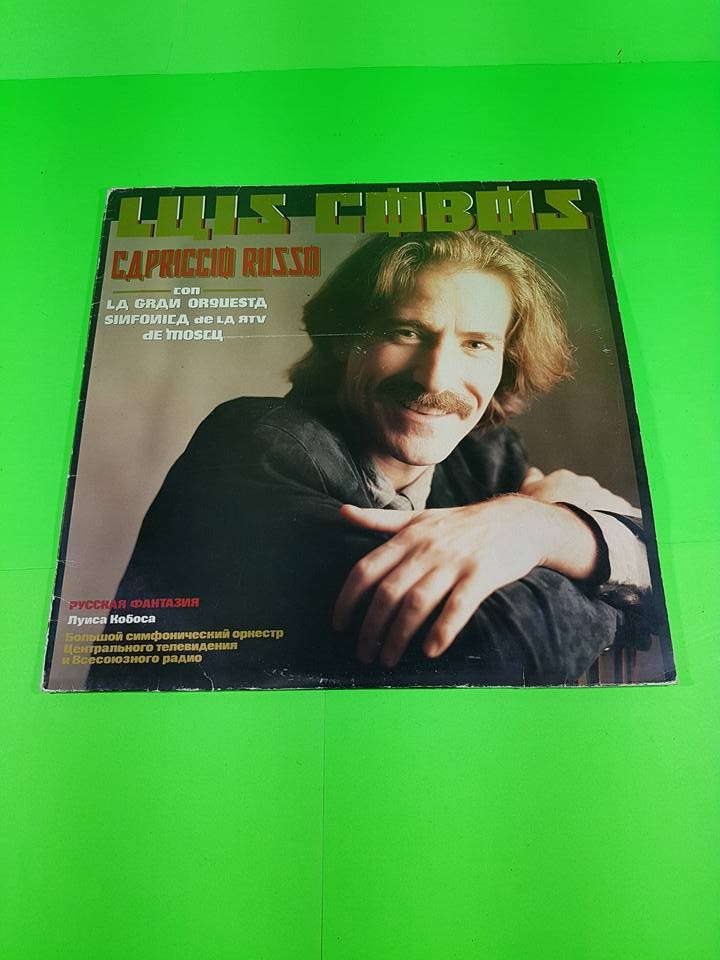 LUIS COBOS
CAPRICCIO RUSSO
con
LA GRAN ORQUESTA
SINFONICA de LA RTV
de MOSCU
РУССКАЯ ФАНТАЗИЯ
Луиса Кобоса
Большой симфонический оркестр
Центрального телевидения
и Всесоюзного радио